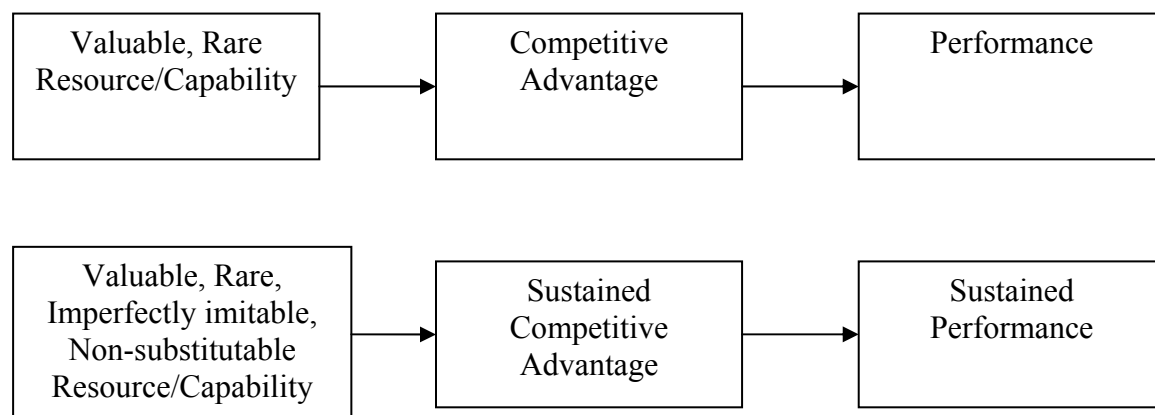 Valuable, Rare
Resource/Capability
Competitive
Advantage
Performance
Valuable, Rare,
Imperfectly imitable,
Non-substitutable
Resource/Capability
Sustained
Competitive
Advantage
Sustained
Performance